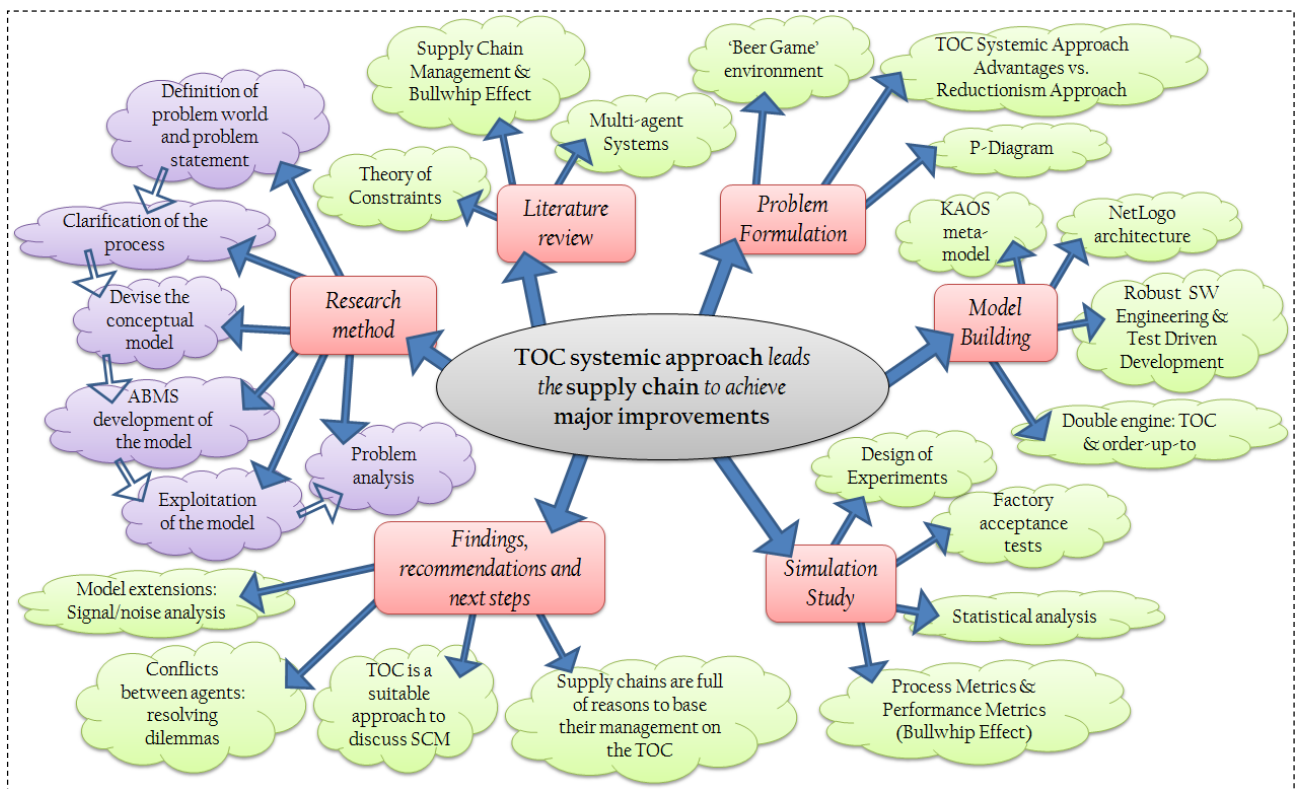 Supply Chain
Management &
Bullwhip Effect
'Beer Game'
environment
TOC Systemic Approach
Advantages vs.
Reductionism Approach
Definition of
problem world
and problem
statement
Multi-agent
Systems
P-Diagram
Theory of
Constraints
Literature
review
Problem
Formulation
KAOS
meta-
model
NetLogo
architecture
Clarification of the
process
Research
method
Model
Building
Robust SW
Engineering &
Test Driven
Development
Devise the
conceptual
model
TOC systemic approach leads
the supply chain to achieve
major improvements
ABMS
development of
the model
Double engine: TOC
& order-up-to
Problem
analysis
Design of
Experiments
Exploitation
of the model
Factory
acceptance
tests
Findings,
recommendations and
next steps
Simulation
Study
Model extensions:
Signal/noise analysis
Statistical analysis
Conflicts
between agents:
resolving
dilemmas
TOC is a
suitable
approach to
discuss SCM
Supply chains are full
of reasons to base
their management on
the TOC
Process Metrics &
Performance Metrics
(Bullwhip Effect)